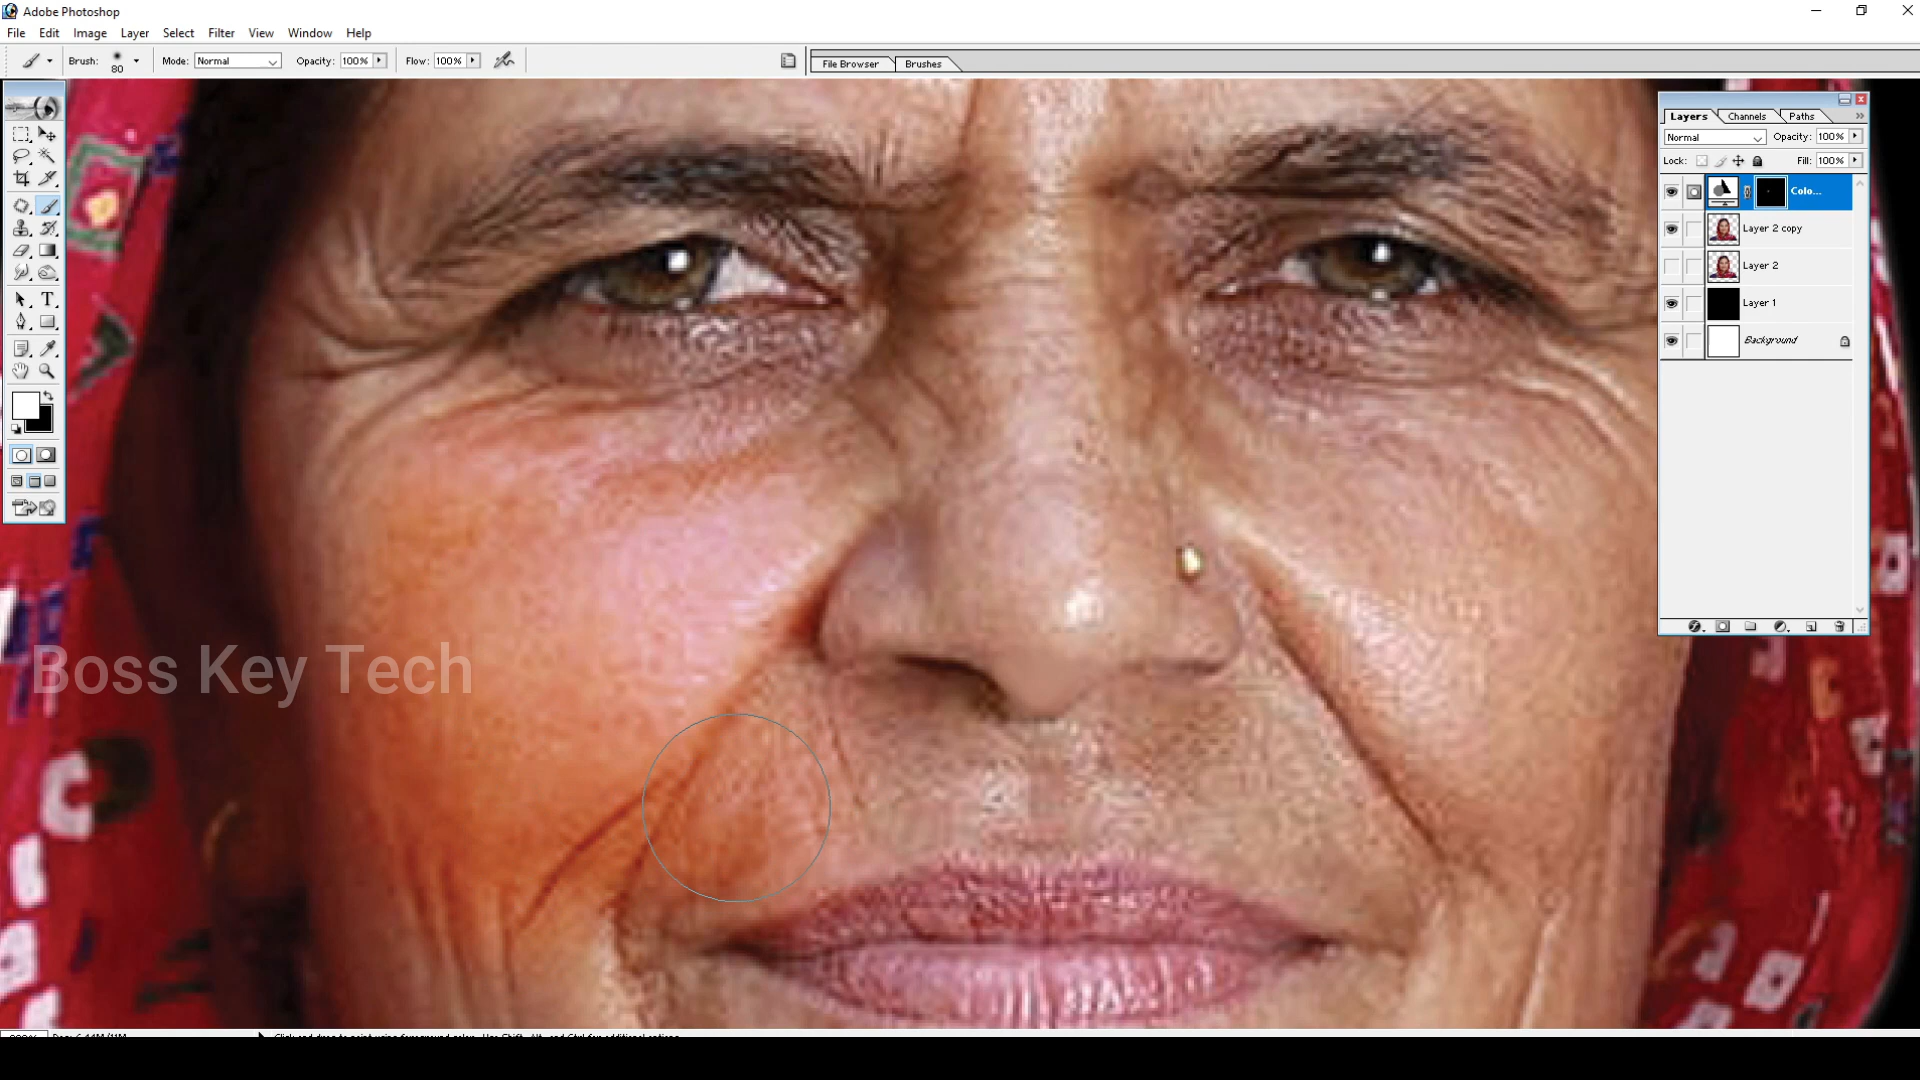 Adobe Photoshop
File Edit Image Layer Select Filter View Window Help
Brush: 80 Mode: Normal Opacity: 100% Flow: 100% File Browser Brushes
Layers Channels Paths
Normal Opacity: 100%
Lock: Fill: 100%
Colo...
Layer 2 copy
Layer 2
Layer 1
Background
Boss Key Tech